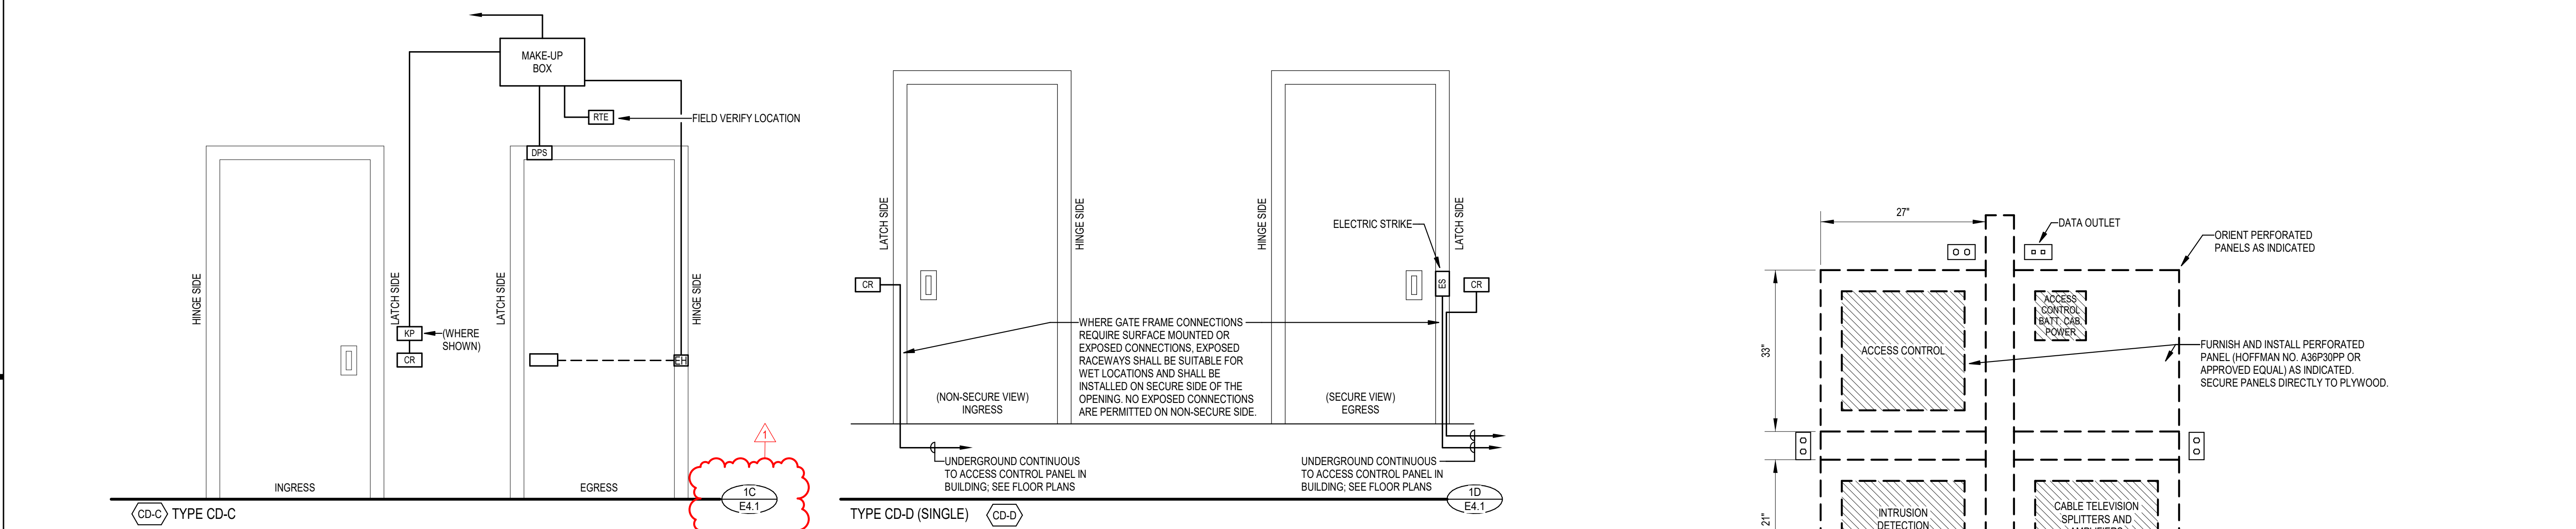 MAKE-UP
BOX
RTE
FIELD VERIFY LOCATION
DPS
HINGE SIDE
LATCH SIDE
LATCH SIDE
HINGE SIDE
KP
(WHERE
SHOWN)
CR
EH
INGRESS
EGRESS
1
1C
E4.1
CD-C
TYPE CD-C
LATCH SIDE
HINGE SIDE
HINGE SIDE
LATCH SIDE
ELECTRIC STRIKE
CR
ES
CR
WHERE GATE FRAME CONNECTIONS
REQUIRE SURFACE MOUNTED OR
EXPOSED CONNECTIONS, EXPOSED
RACEWAYS SHALL BE SUITABLE FOR
WET LOCATIONS AND SHALL BE
INSTALLED ON SECURE SIDE OF THE
OPENING. NO EXPOSED CONNECTIONS
ARE PERMITTED ON NON-SECURE SIDE.
(NON-SECURE VIEW)
INGRESS
(SECURE VIEW)
EGRESS
UNDERGROUND CONTINUOUS
TO ACCESS CONTROL PANEL IN
BUILDING; SEE FLOOR PLANS
UNDERGROUND CONTINUOUS
TO ACCESS CONTROL PANEL IN
BUILDING; SEE FLOOR PLANS
1D
E4.1
TYPE CD-D (SINGLE)
CD-D
27"
DATA OUTLET
ORIENT PERFORATED
PANELS AS INDICATED
33"
ACCESS CONTROL
ACCESS
CONTROL
BATT. CAB.
POWER
FURNISH AND INSTALL PERFORATED
PANEL (HOFFMAN NO. A36P30PP OR
APPROVED EQUAL) AS INDICATED.
SECURE PANELS DIRECTLY TO PLYWOOD.
21"
INTRUSION
DETECTION
CABLE TELEVISION
SPLITTERS AND